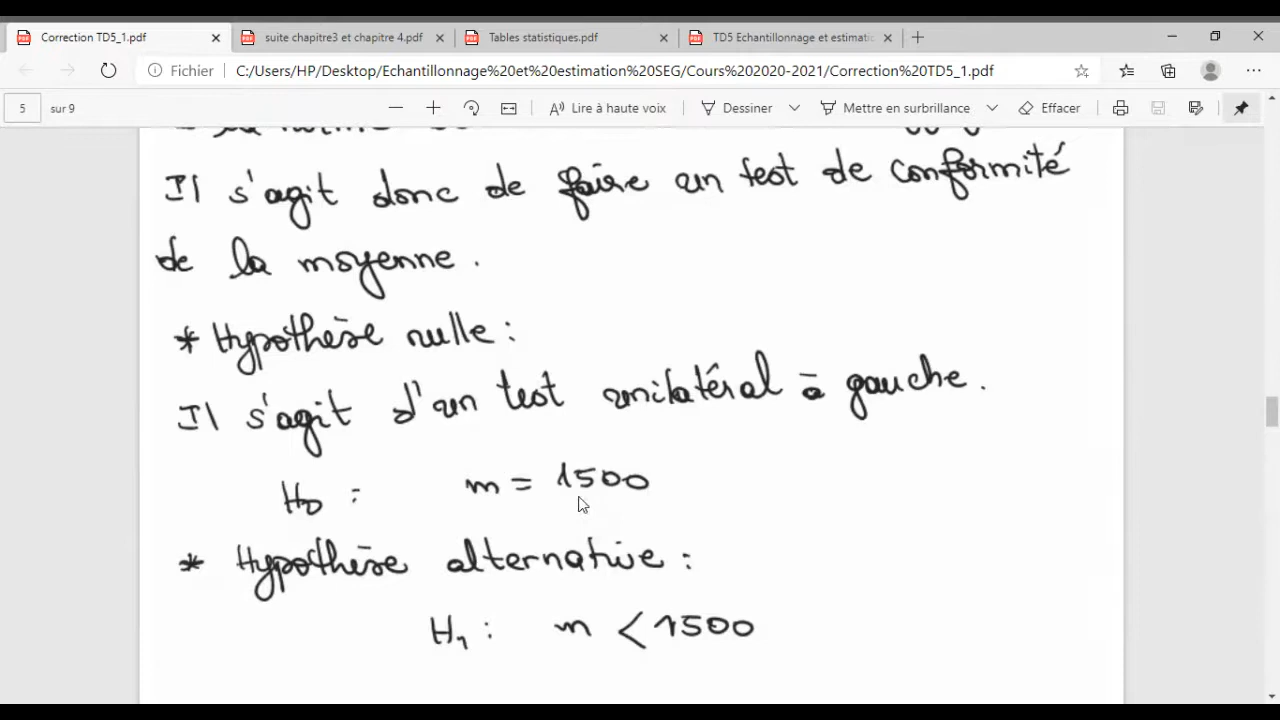 Correction TD5_1.pdf
suite chapitre3 et chapitre 4.pdf
Tables statistiques.pdf
TD5 Echantillonnage et estimatio
Fichier
C:/Users/HP/Desktop/Echantillonnage%20et%20estimation%20SEG/Cours%202020-2021/Correction%20TD5_1.pdf
5 sur 9
Lire à haute voix
Dessiner
Mettre en surbrillance
Effacer
Il s'agit donc de faire un test de conformité
de la moyenne.
* Hypothèse nulle :
Il s'agit d'un test unilatéral à gauche.
H0 : m = 1500
* Hypothèse alternative :
H1 : m < 1500